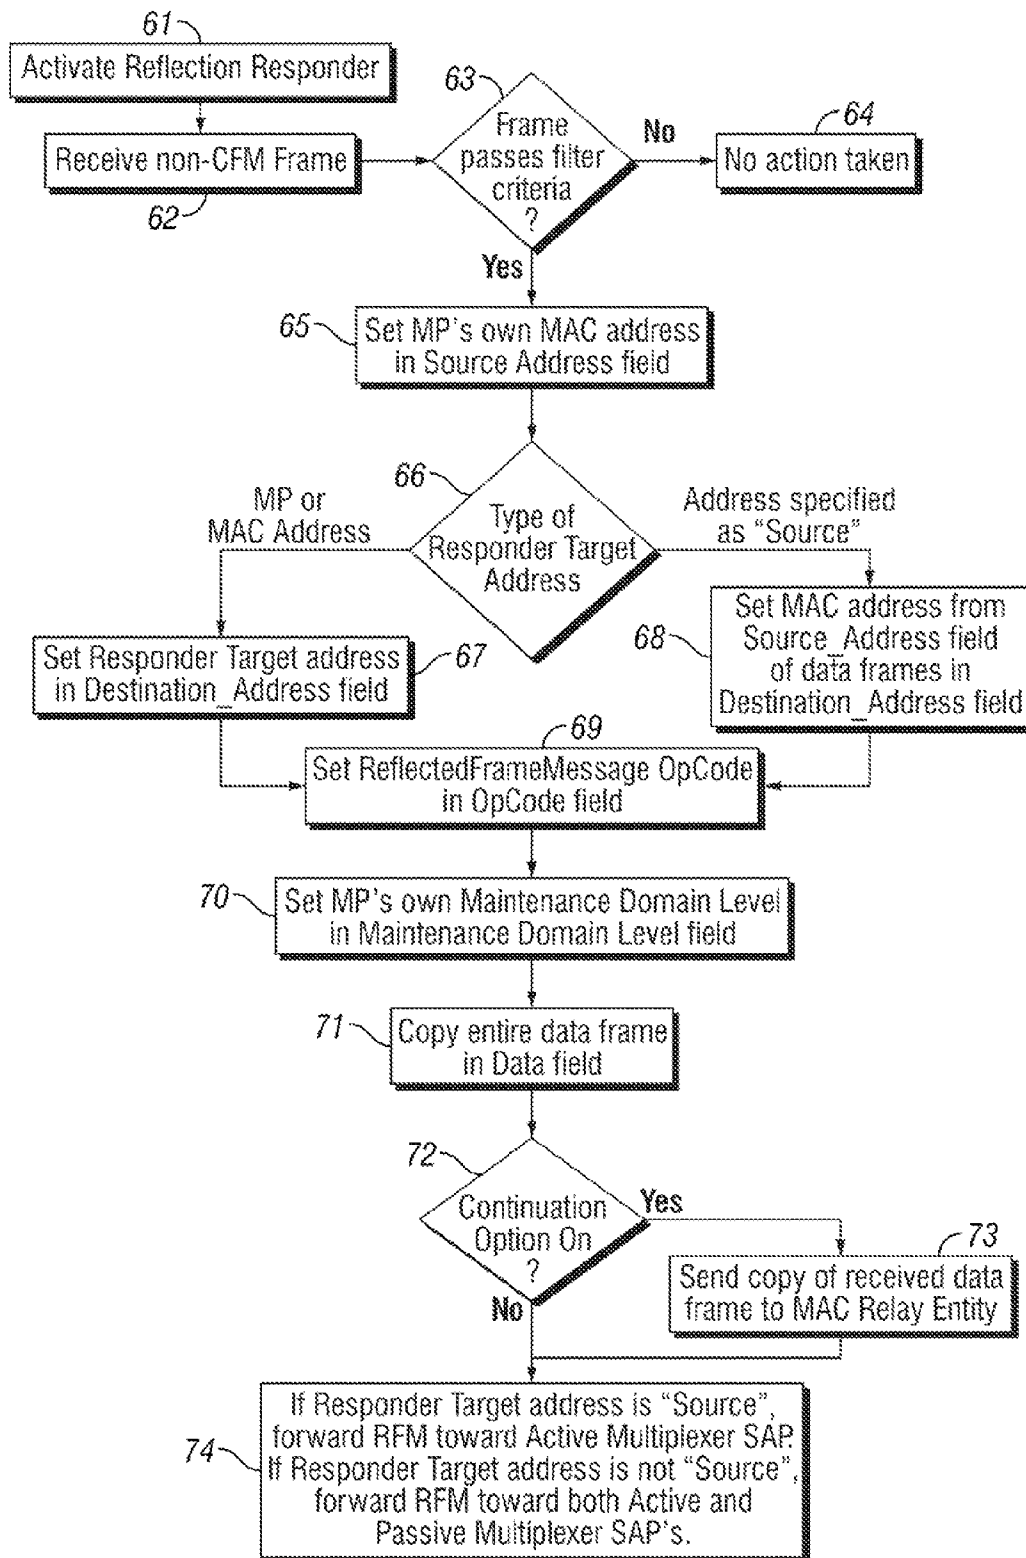 61
Activate Reflection Responder
Receive non-CFM Frame
62
63
Frame
passes filter
criteria
?
No
64
No action taken
Yes
65
Set MP's own MAC address
in Source Address field
66
Type of
Responder Target
Address
MP or
MAC Address
Address specified
as “Source”
Set Responder Target address
in Destination_Address field
67
68
Set MAC address from
Source_Address field
of data frames in
Destination_Address field
69
Set ReflectedFrameMessage OpCode
in OpCode field
70
Set MP's own Maintenance Domain Level
in Maintenance Domain Level field
71
Copy entire data frame
in Data field
72
Continuation
Option On
?
Yes
No
73
Send copy of received data
frame to MAC Relay Entity
74
If Responder Target address is “Source”,
forward RFM toward Active Multiplexer SAP.
If Responder Target address is not “Source”,
forward RFM toward both Active and
Passive Multiplexer SAP's.